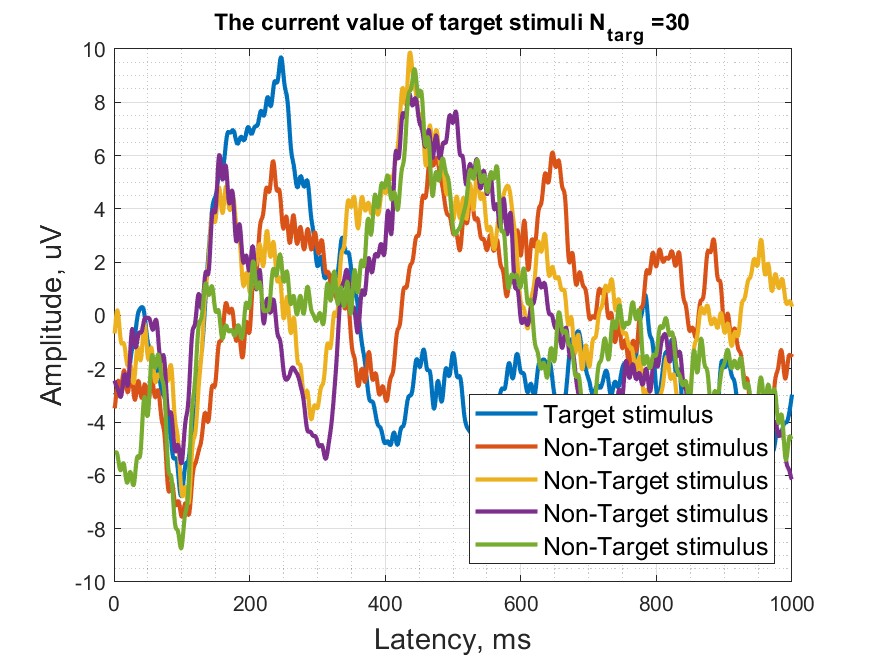 The current value of target stimuli N_targ =30
10
8
6
4
2
0
-2
-4
-6
-8
-10
Amplitude, uV
Target stimulus
Non-Target stimulus
Non-Target stimulus
Non-Target stimulus
Non-Target stimulus
0 200 400 600 800 1000
Latency, ms